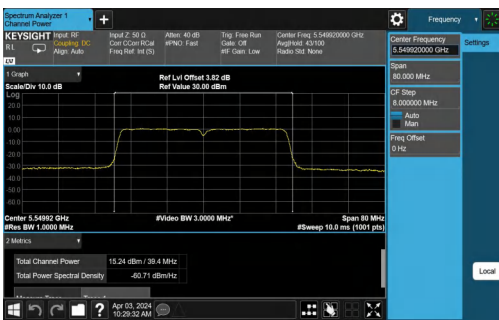 Spectrum Analyzer 1
Channel Power
Frequency
KEYSIGHT
RL
Input: RF
Coupling: DC
Align: Auto
Input Z: 50 Ω
Corr CCorr RCal
Freq Ref: Int (S)
Atten: 40 dB
#PNO: Fast
Trig: Free Run
Gate: Off
#IF Gain: Low
Center Freq: 5.549920000 GHz
Avg|Hold: 43/100
Radio Std: None
LV
1 Graph
Scale/Div 10.0 dB
Ref Lvl Offset 3.82 dB
Ref Value 30.00 dBm
Log
20.0
10.0
0.00
-10.0
-20.0
-30.0
-40.0
-50.0
-60.0
Center 5.54992 GHz
#Res BW 1.0000 MHz
#Video BW 3.0000 MHz*
Span 80 MHz
#Sweep 10.0 ms (1001 pts)
2 Metrics
Total Channel Power 15.24 dBm / 39.4 MHz
Total Power Spectral Density -60.71 dBm/Hz
Apr 03, 2024
10:29:32 AM
Center Frequency
5.549920000 GHz
Span
80.000 MHz
CF Step
8.000000 MHz
Auto
Man
Freq Offset
0 Hz
Settings
Local